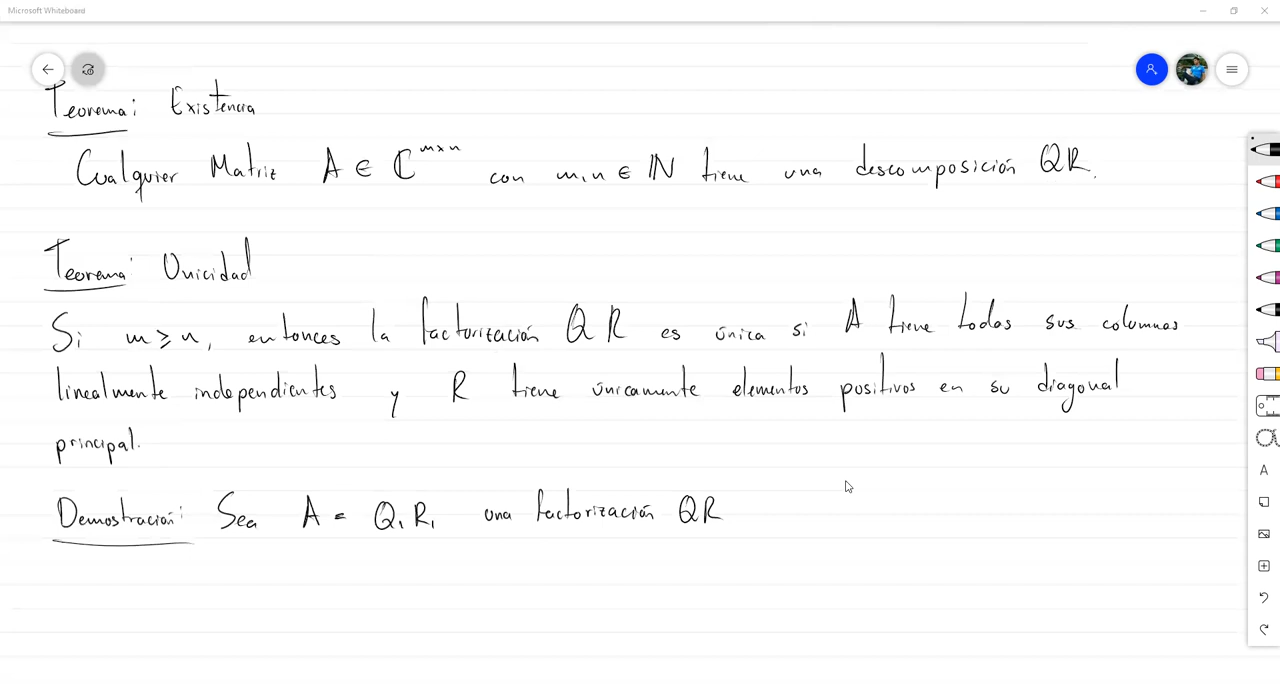 Microsoft Whiteboard
Teorema: Existencia
Cualquier Matriz A ∈ ℂᵐˣⁿ con m,n ∈ ℕ tiene una descomposición QR.
Teorema: Unicidad
Si m ≥ n, entonces la factorización QR es única si A tiene todas sus columnas
linealmente independientes y R tiene únicamente elementos positivos en su diagonal
principal.
Demostración: Sea A = Q₁R₁ una factorización QR
A